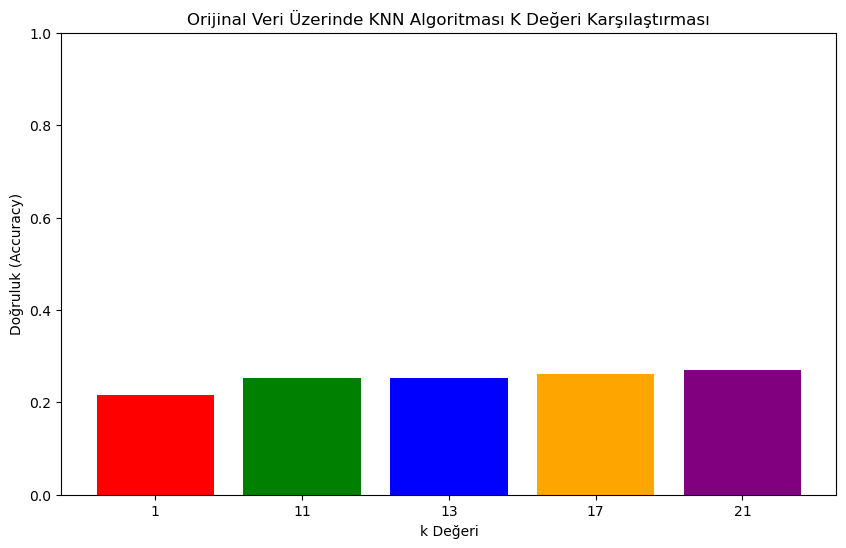 Orijinal Veri Üzerinde KNN Algoritması K Değeri Karşılaştırması
Doğruluk (Accuracy)
1.0
0.8
0.6
0.4
0.2
0.0
1 11 13 17 21
k Değeri